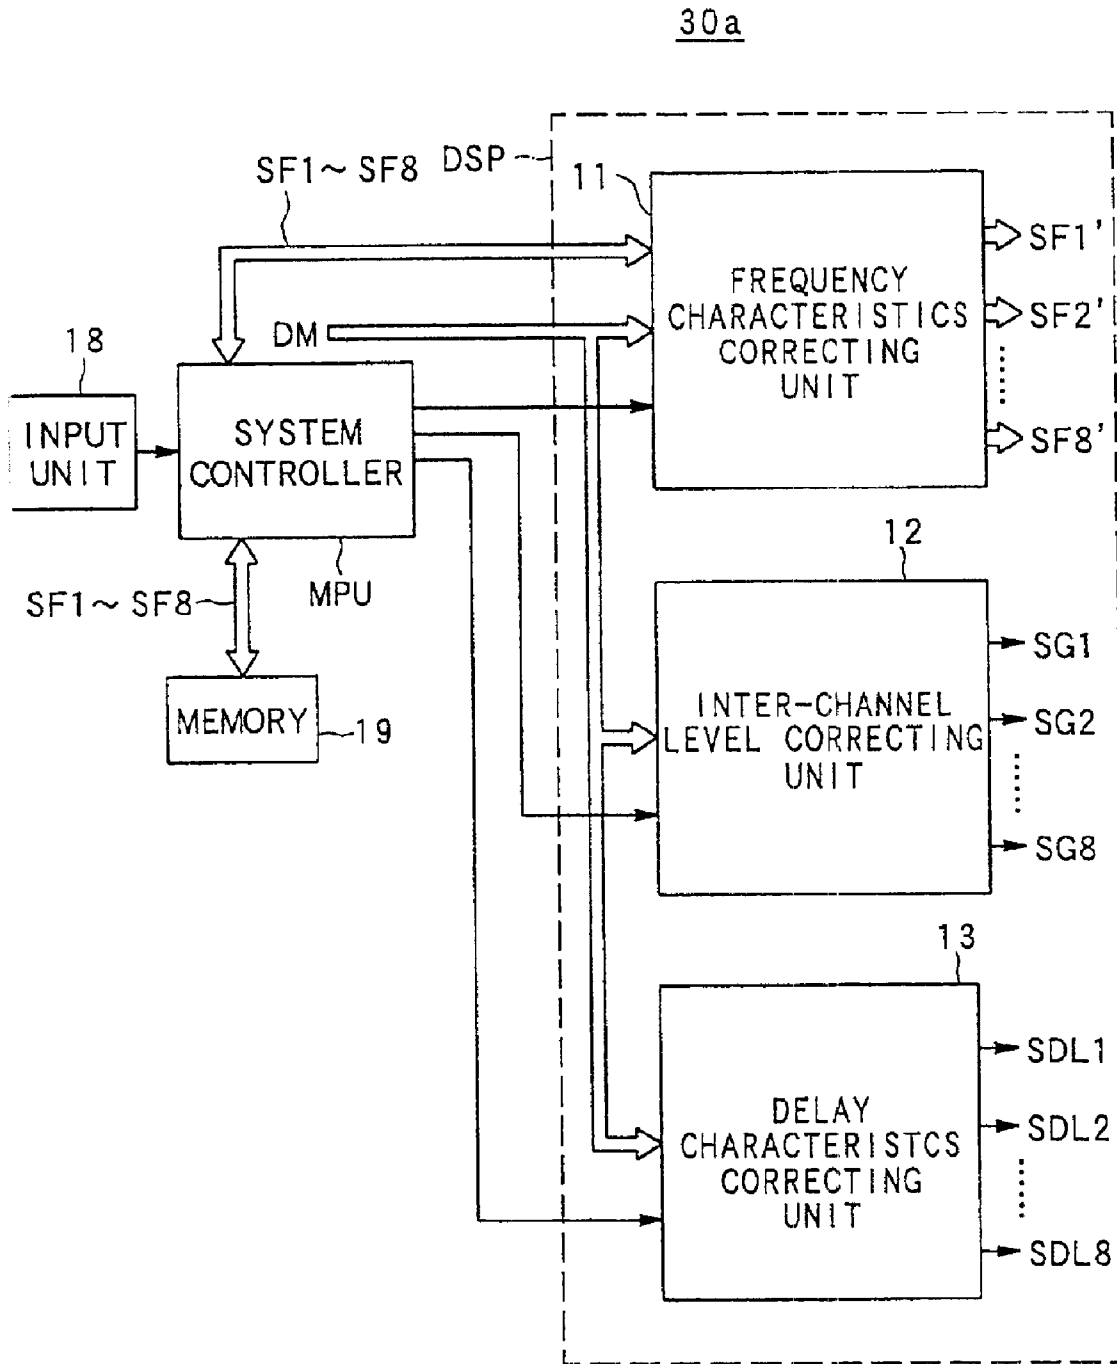 30a
DSP
SF1~SF8
11
FREQUENCY
CHARACTERISTICS
CORRECTING
UNIT
SF1'
SF2'
SF8'
DM
18
INPUT
UNIT
SYSTEM
CONTROLLER
MPU
SF1~SF8
MEMORY
19
12
INTER-CHANNEL
LEVEL CORRECTING
UNIT
SG1
SG2
SG8
13
DELAY
CHARACTERISTCS
CORRECTING
UNIT
SDL1
SDL2
SDL8